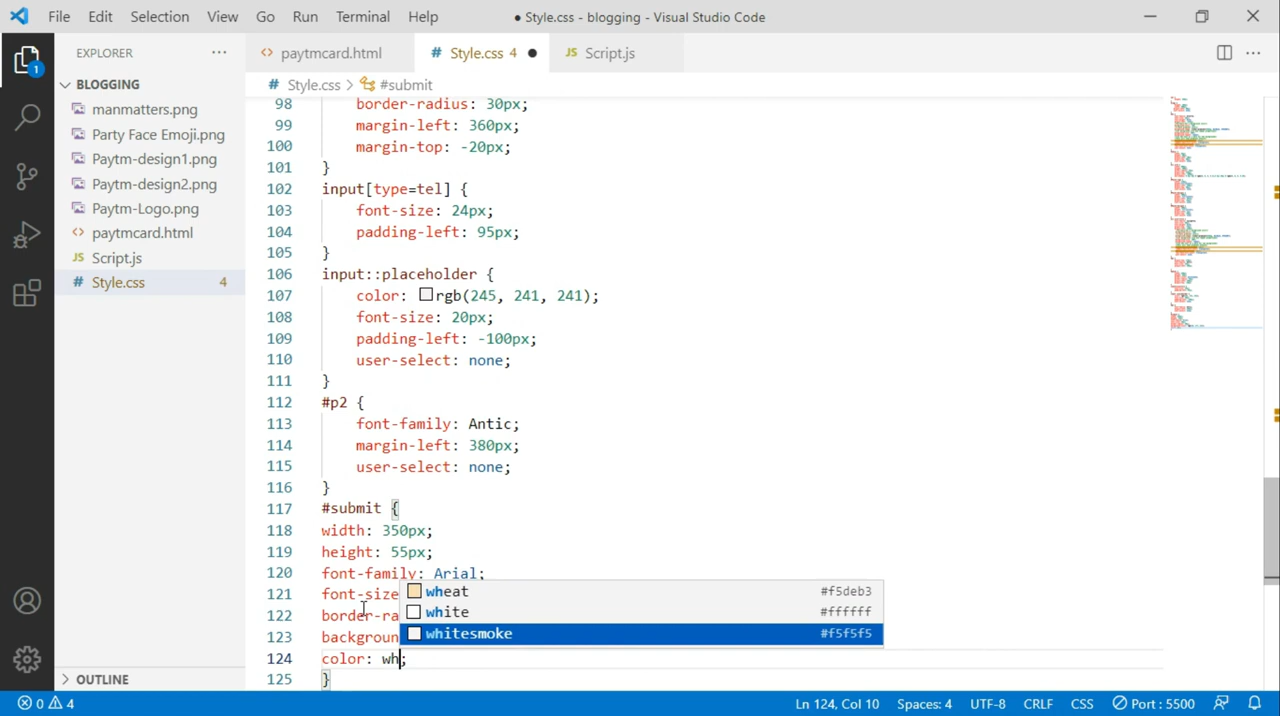 File Edit Selection View Go Run Terminal Help ● Style.css - blogging - Visual Studio Code
EXPLORER ··· <> paytmcard.html # Style.css 4 ● JS Script.js ···
1
BLOGGING # Style.css > #submit
manmatters.png
Party Face Emoji.png
Paytm-design1.png
Paytm-design2.png
Paytm-Logo.png
<> paytmcard.html
JS Script.js
# Style.css 4
98 border-radius: 30px;
99 margin-left: 360px;
100 margin-top: -20px;
101 }
102 input[type=tel] {
103 font-size: 24px;
104 padding-left: 95px;
105 }
106 input::placeholder {
107 color: rgb(245, 241, 241);
108 font-size: 20px;
109 padding-left: -100px;
110 user-select: none;
111 }
112 #p2 {
113 font-family: Antic;
114 margin-left: 380px;
115 user-select: none;
116 }
117 #submit {
118 width: 350px;
119 height: 55px;
120 font-family: Arial;
121 font-size
122 border-ra
123 backgroun
124 color: wh;
125 }
wheat #f5deb3
white #ffffff
whitesmoke #f5f5f5
OUTLINE
0 4 Ln 124, Col 10 Spaces: 4 UTF-8 CRLF CSS Port : 5500